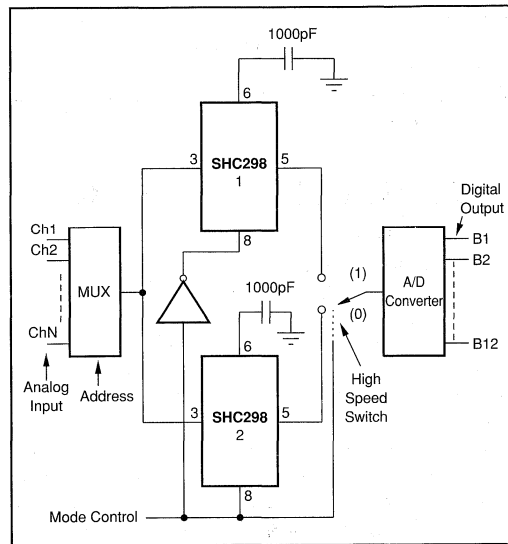 1000pF
6
3
SHC298
1
5
8
Ch1
Ch2
ChN
MUX
Analog
Input
Address
1000pF
6
3
SHC298
2
5
8
(1)
(0)
High
Speed
Switch
A/D
Converter
Digital
Output
B1
B2
B12
Mode Control